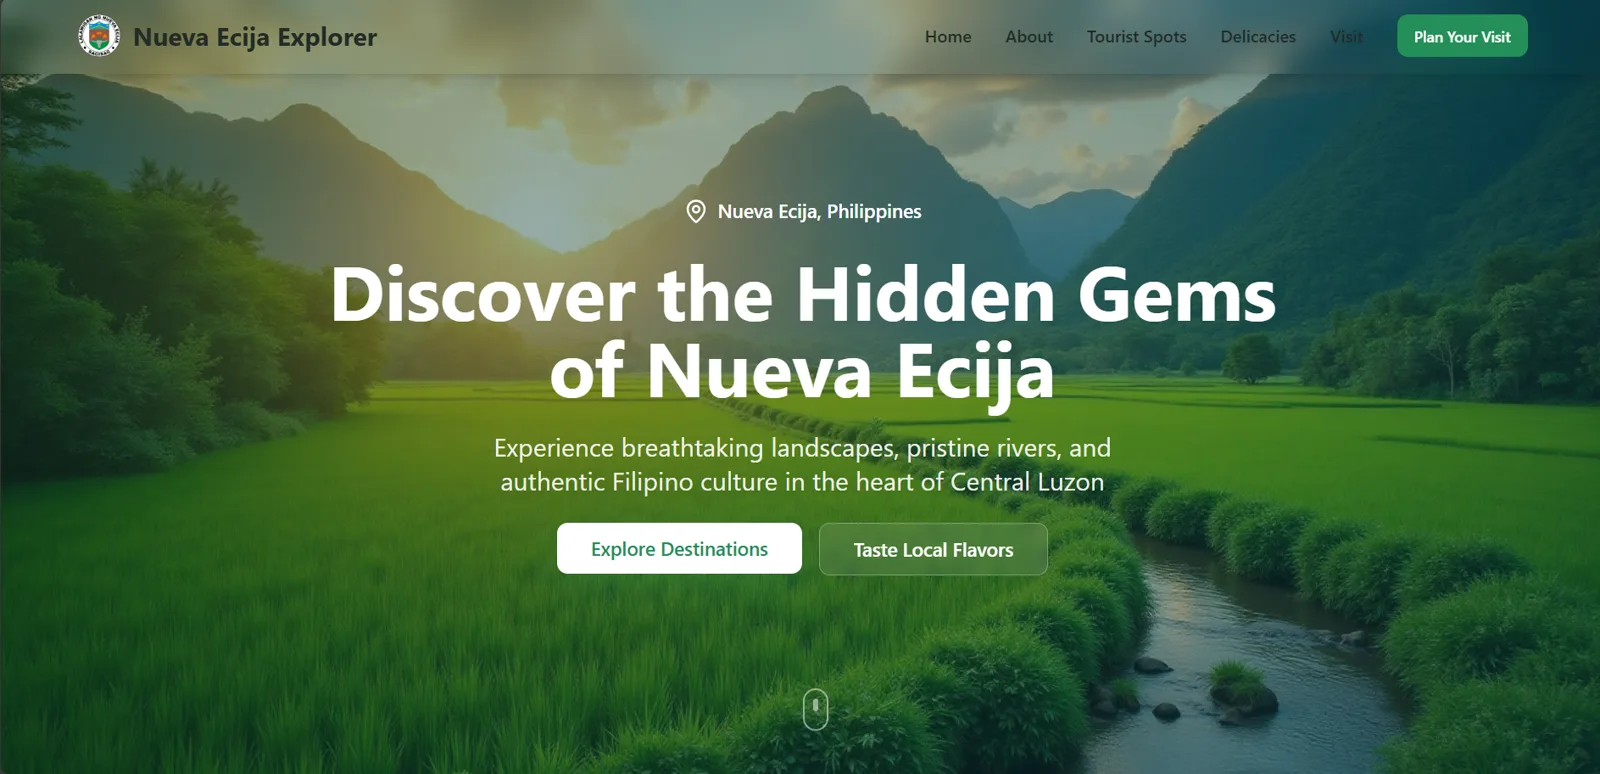 Nueva Ecija Explorer
Home
About
Tourist Spots
Delicacies
Visit
Plan Your Visit
Nueva Ecija, Philippines
Discover the Hidden Gems
of Nueva Ecija
Experience breathtaking landscapes, pristine rivers, and
authentic Filipino culture in the heart of Central Luzon
Explore Destinations
Taste Local Flavors